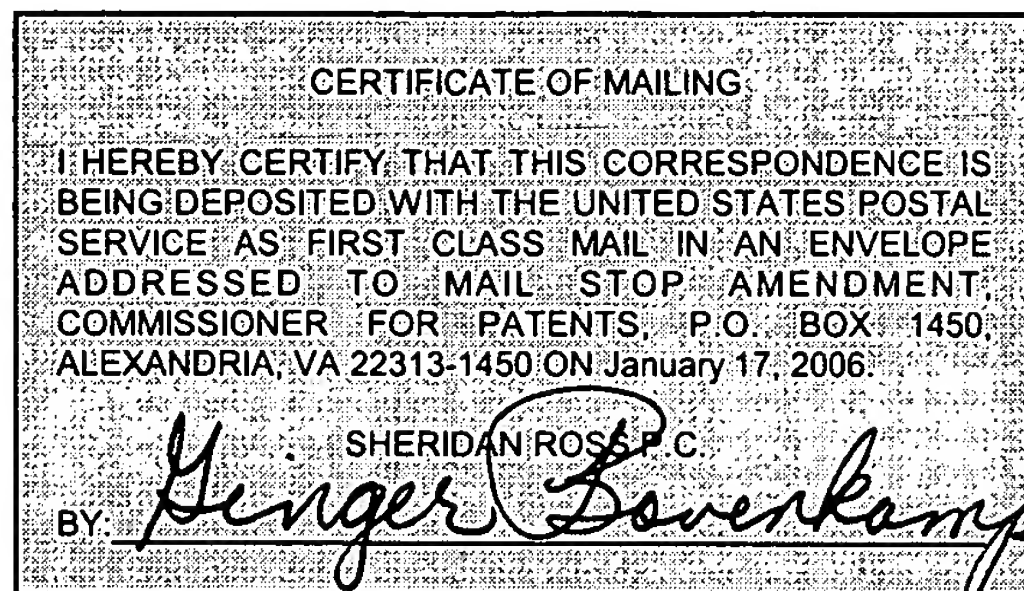 CERTIFICATE OF MAILING
I HEREBY CERTIFY THAT THIS CORRESPONDENCE IS
BEING DEPOSITED WITH THE UNITED STATES POSTAL
SERVICE AS FIRST CLASS MAIL IN AN ENVELOPE
ADDRESSED TO MAIL STOP AMENDMENT,
COMMISSIONER FOR PATENTS, P.O. BOX 1450,
ALEXANDRIA, VA 22313-1450 ON January 17, 2006.
SHERIDAN ROSS P.C.
BY: Ginger Bovenkamp